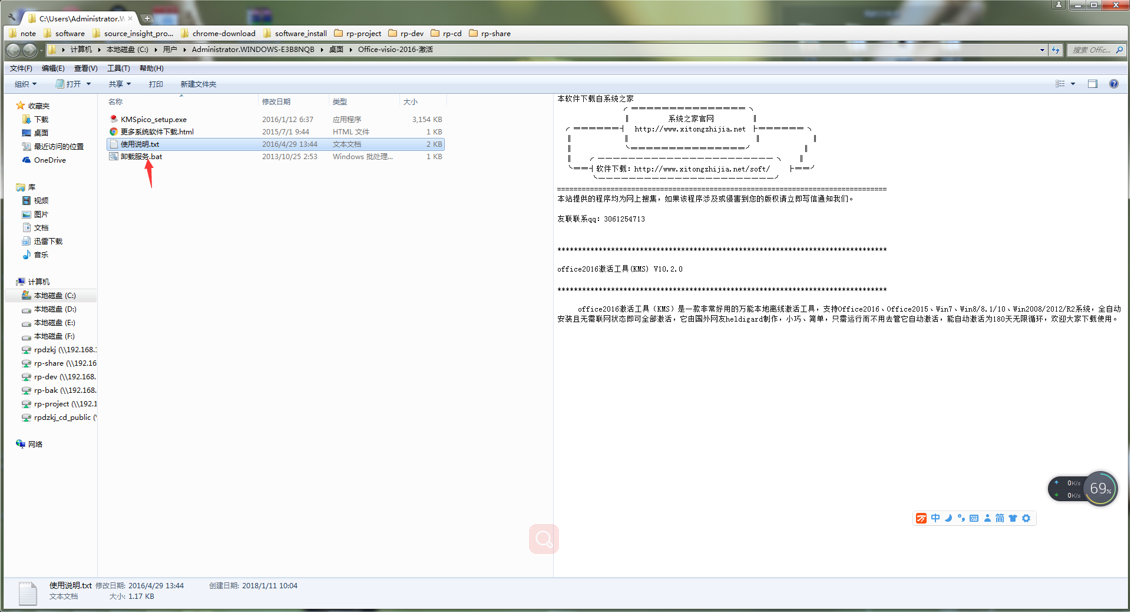 C:\Users\Administrator.W
note
software
source_insight_pro...
chrome-download
software_install
rp-project
rp-dev
rp-cd
rp-share
计算机 ▸ 本地磁盘 (C:) ▸ 用户 ▸ Administrator.WINDOWS-E3B8NQB ▸ 桌面 ▸ Office-visio-2016-激活
搜索 Offic...
文件(F) 编辑(E) 查看(V) 工具(T) 帮助(H)
组织 打开 共享 打印 新建文件夹
收藏夹
下载
桌面
最近访问的位置
OneDrive
库
视频
图片
文档
迅雷下载
音乐
计算机
本地磁盘 (C:)
本地磁盘 (D:)
本地磁盘 (E:)
本地磁盘 (F:)
rpdzkj (\\192.168.
rp-share (\\192.16
rp-dev (\\192.168.
rp-bak (\\192.168.
rp-project (\\192.1
rpdzkj_cd_public (
网络
名称 修改日期 类型 大小
KMSpico_setup.exe 2016/1/12 6:37 应用程序 3,154 KB
更多系统软件下载.html 2015/7/1 9:44 HTML 文件 1 KB
使用说明.txt 2016/4/29 13:44 文本文档 2 KB
卸载服务.bat 2013/10/25 2:53 Windows 批处理... 1 KB
本软件下载自系统之家
系统之家官网
http://www.xitongzhijia.net
软件下载：http://www.xitongzhijia.net/soft/
================================================================================
本站提供的程序均为网上搜集，如果该程序涉及或侵害到您的版权请立即写信通知我们。
友联联系qq：3061254713
********************************************************************************
office2016激活工具(KMS) V10.2.0
********************************************************************************
office2016激活工具（KMS）是一款非常好用的万能本地离线激活工具，支持Office2016、Office2015、Win7、Win8/8.1/10、Win2008/2012/R2系统，全自动
安装且无需联网状态即可全部激活，它由国外网友heldigard制作，小巧、简单，只需运行而不用去管它自动激活，能自动激活为180天无限循环，欢迎大家下载使用。
0K/s
0K/s
69%
中
简
使用说明.txt 修改日期: 2016/4/29 13:44 创建日期: 2018/1/11 10:04
文本文档 大小: 1.17 KB